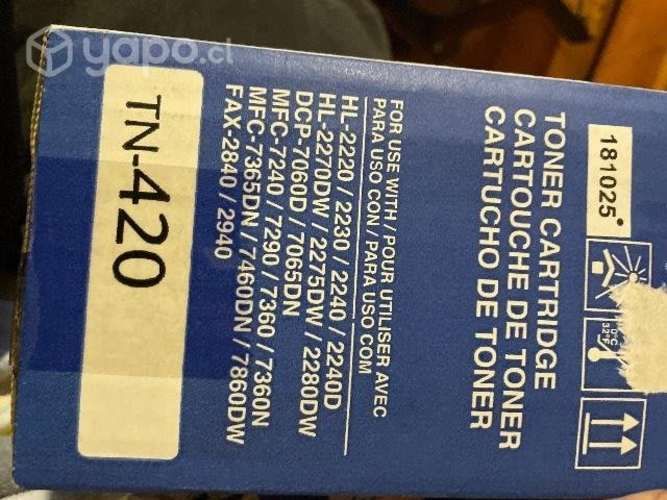 yapo.cl
181025
TONER CARTRIDGE
CARTOUCHE DE TONER
CARTUCHO DE TONER
0°C
32°F
FOR USE WITH / POUR UTILISER AVEC
PARA USO CON / PARA USO COM
HL-2220 / 2230 / 2240 / 2240D
HL-2270DW / 2275DW / 2280DW
DCP-7060D / 7065DN
MFC-7240 / 7290 / 7360 / 7360N
MFC-7365DN / 7460DN / 7860DW
FAX-2840 / 2940
TN-420